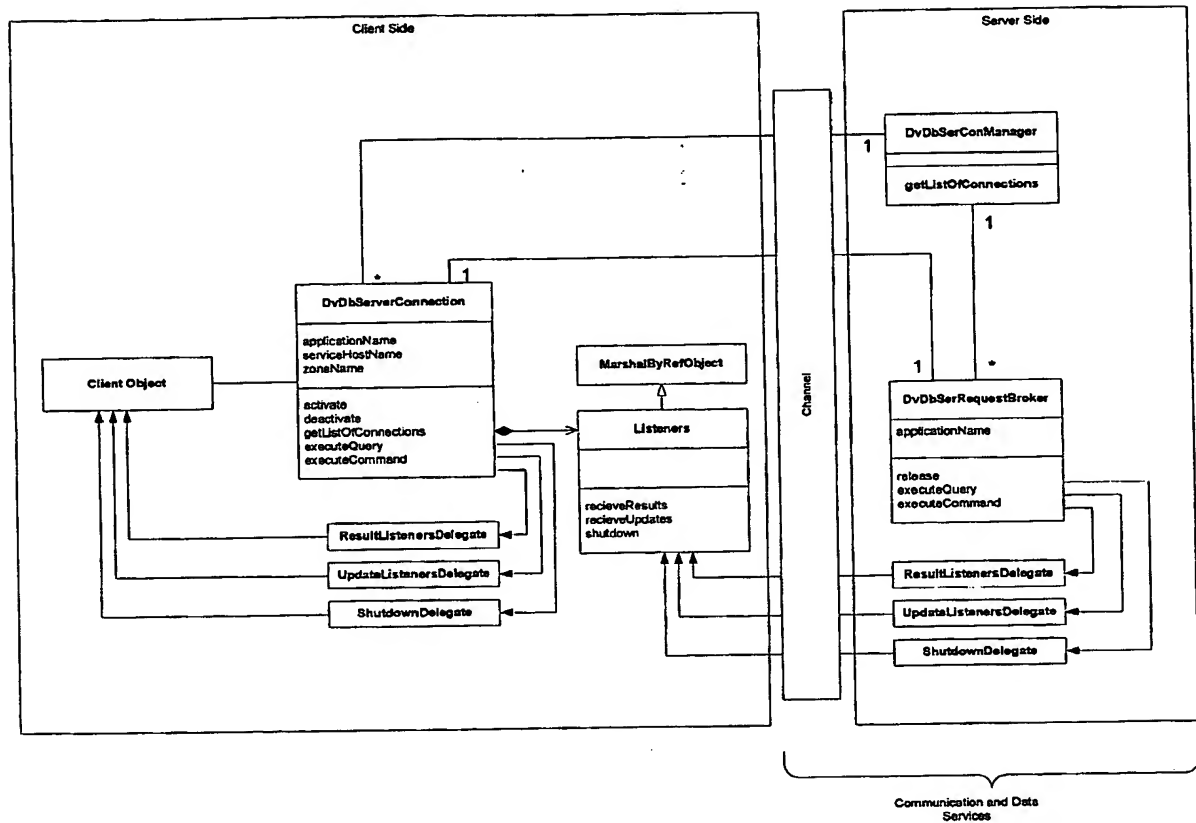 Client Side
Server Side
DvDbSerConManager
getListOfConnections
1
1
*
1
DvDbServerConnection
applicationName
serviceHostName
zoneName
activate
deactivate
getListOfConnections
executeQuery
executeCommand
Client Object
MarshalByRefObject
Listeners
recieveResults
recieveUpdates
shutdown
Channel
1
*
DvDbSerRequestBroker
applicationName
release
executeQuery
executeCommand
ResultListenersDelegate
UpdateListenersDelegate
ShutdownDelegate
ResultListenersDelegate
UpdateListenersDelegate
ShutdownDelegate
Communication and Data
Services